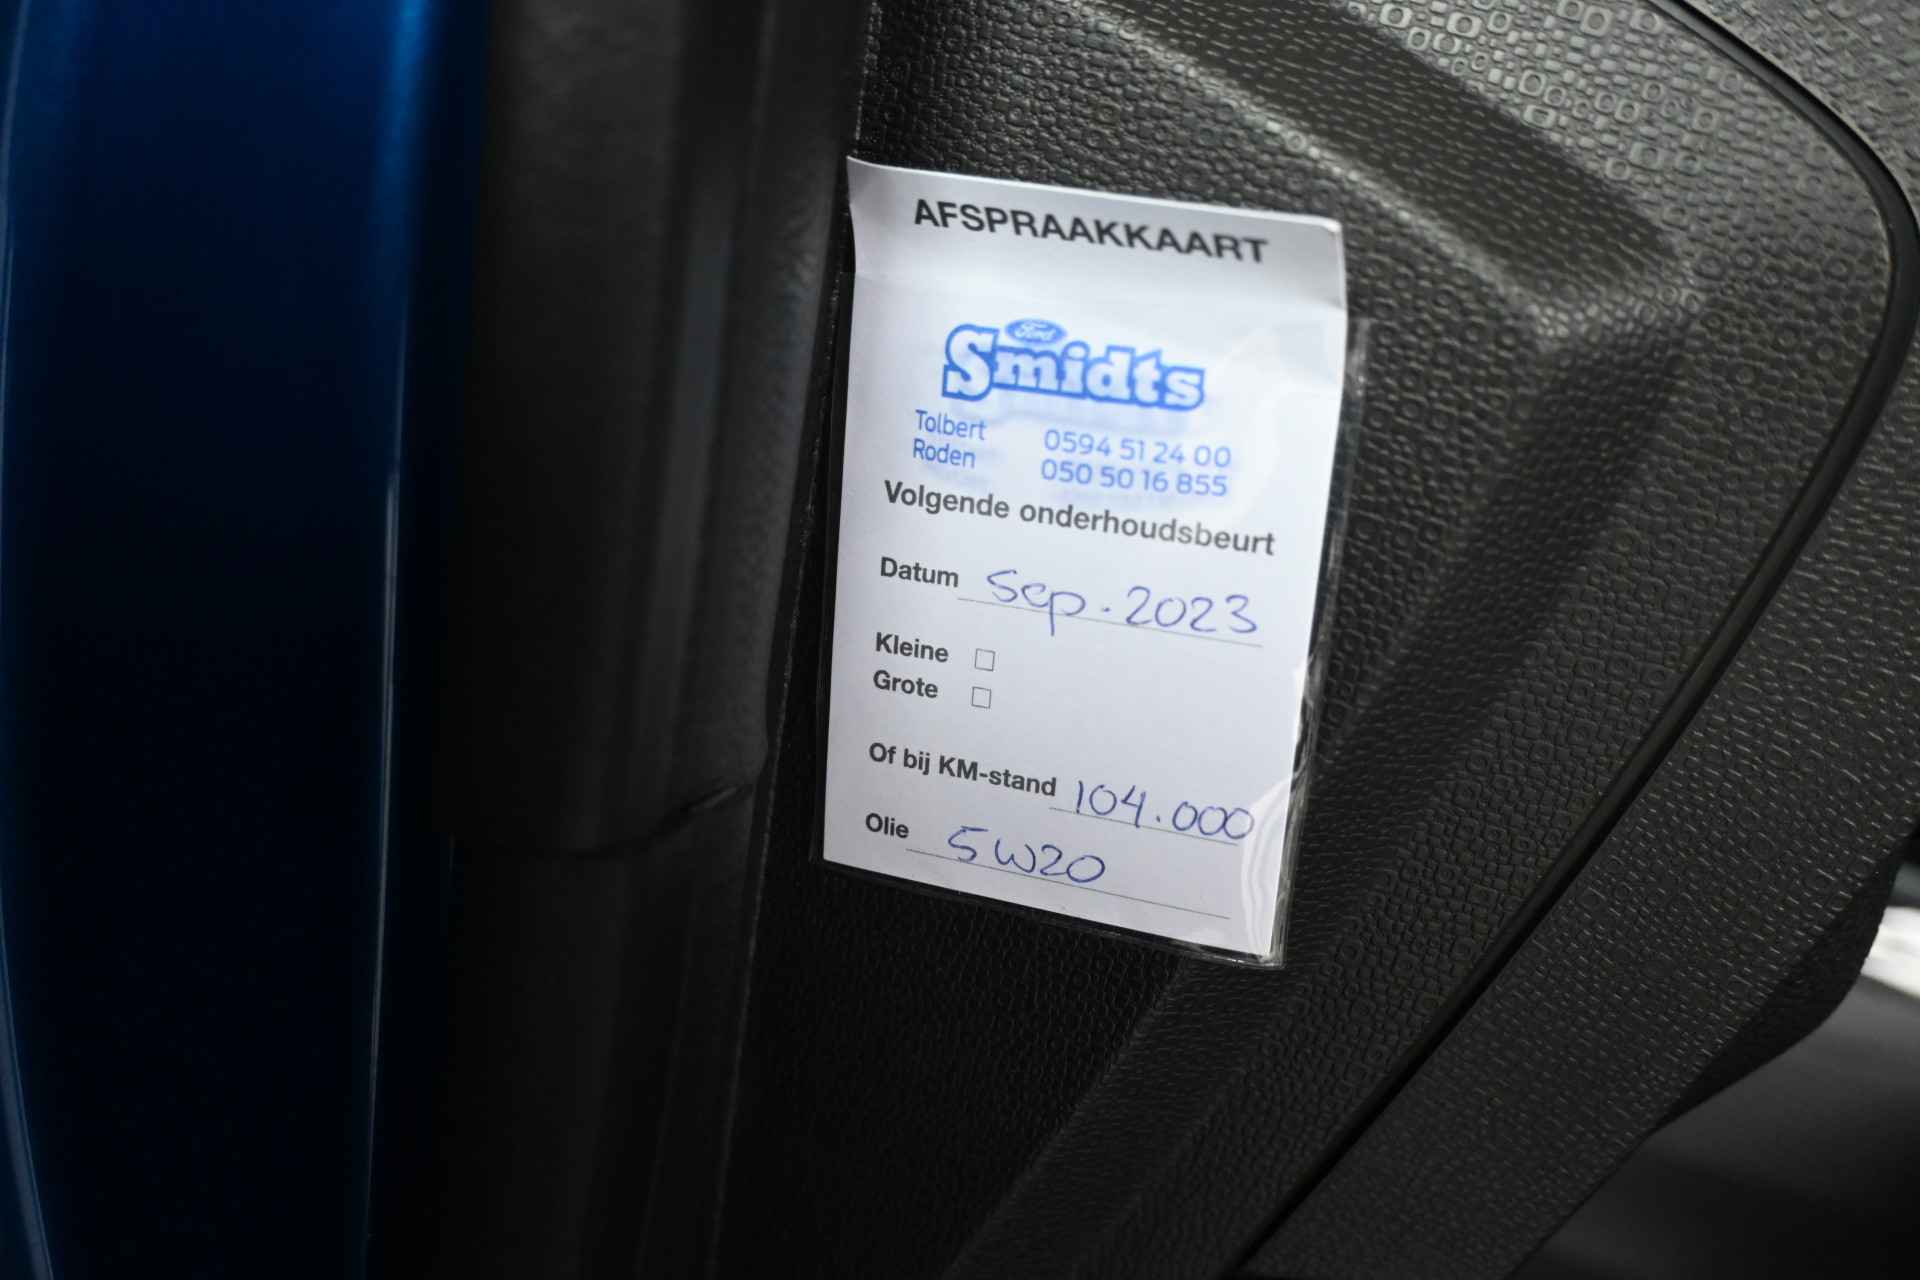 AFSPRAAKKAART
Ford
Smidts
Tolbert 0594 51 24 00
Roden 050 50 16 855
Volgende onderhoudsbeurt
Datum Sep. 2023
Kleine
Grote
Of bij KM-stand 104.000
Olie 5W20